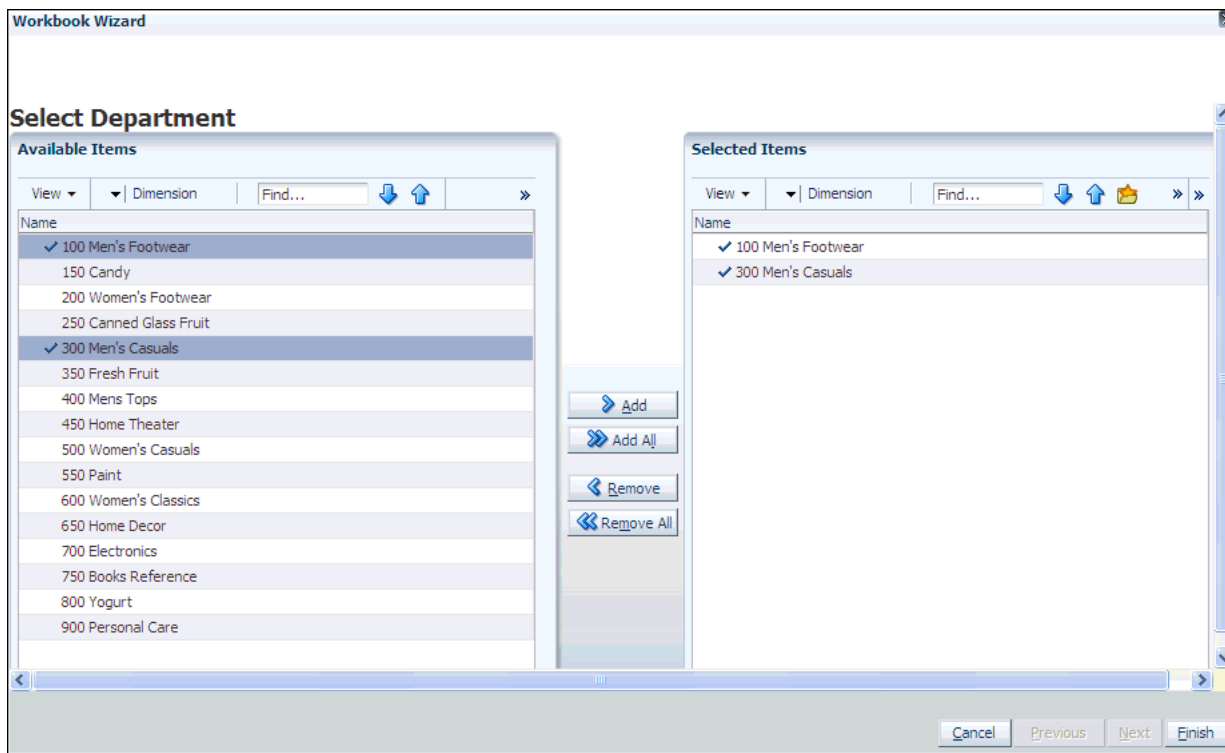 Workbook Wizard
Select Department
Available Items
View Dimension Find... »
Name
100 Men's Footwear
150 Candy
200 Women's Footwear
250 Canned Glass Fruit
300 Men's Casuals
350 Fresh Fruit
400 Mens Tops
450 Home Theater
500 Women's Casuals
550 Paint
600 Women's Classics
650 Home Decor
700 Electronics
750 Books Reference
800 Yogurt
900 Personal Care
Add
Add All
Remove
Remove All
Selected Items
View Dimension Find... » »
Name
100 Men's Footwear
300 Men's Casuals
Cancel Previous Next Finish